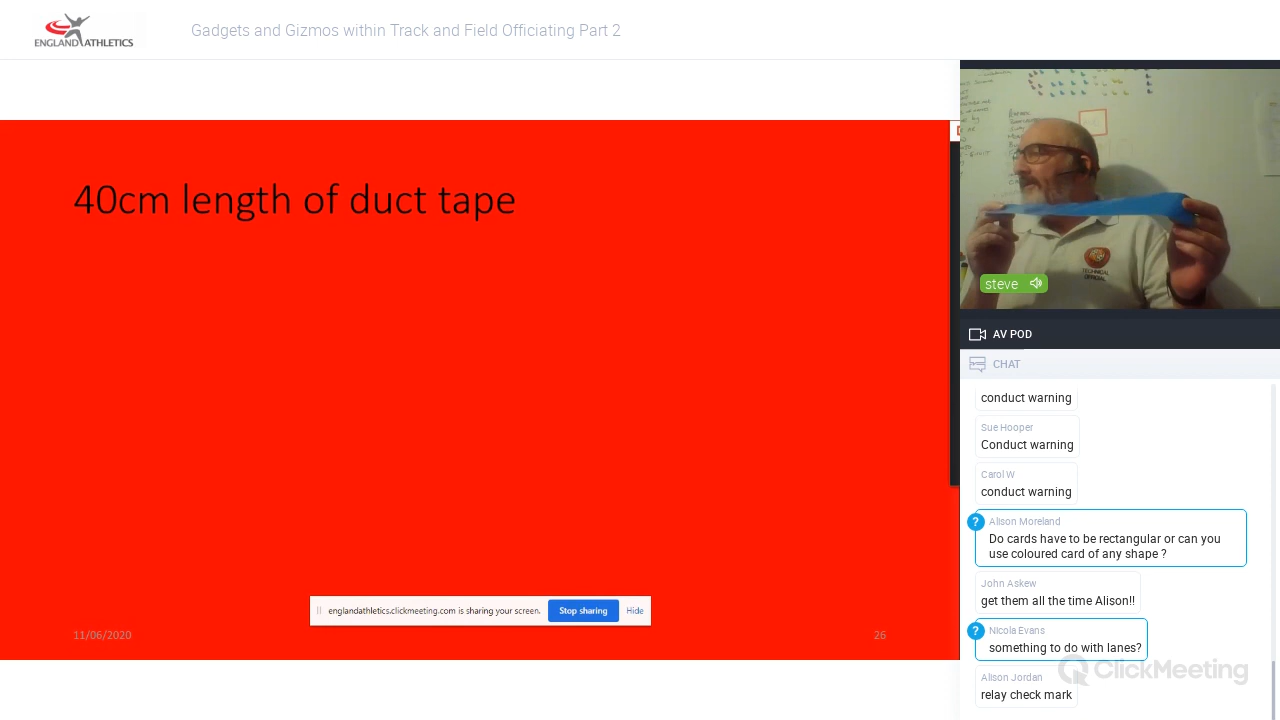 ENGLAND ATHLETICS
Gadgets and Gizmos within Track and Field Officiating Part 2
40cm length of duct tape
englandathletics.clickmeeting.com is sharing your screen.
Stop sharing
Hide
11/06/2020
26
TECHNICAL
OFFICIAL
steve
AV POD
CHAT
conduct warning
Sue Hooper
Conduct warning
Carol W
conduct warning
?
Alison Moreland
Do cards have to be rectangular or can you
use coloured card of any shape ?
John Askew
get them all the time Alison!!
?
Nicola Evans
something to do with lanes?
ClickMeeting
Alison Jordan
relay check mark